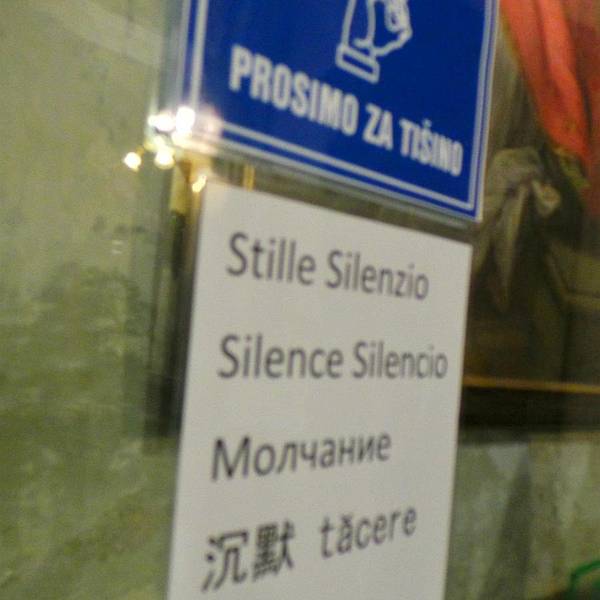 PROSIMO ZA TIŠINO
Stille Silenzio
Silence Silencio
Молчание
沉默 tăcere